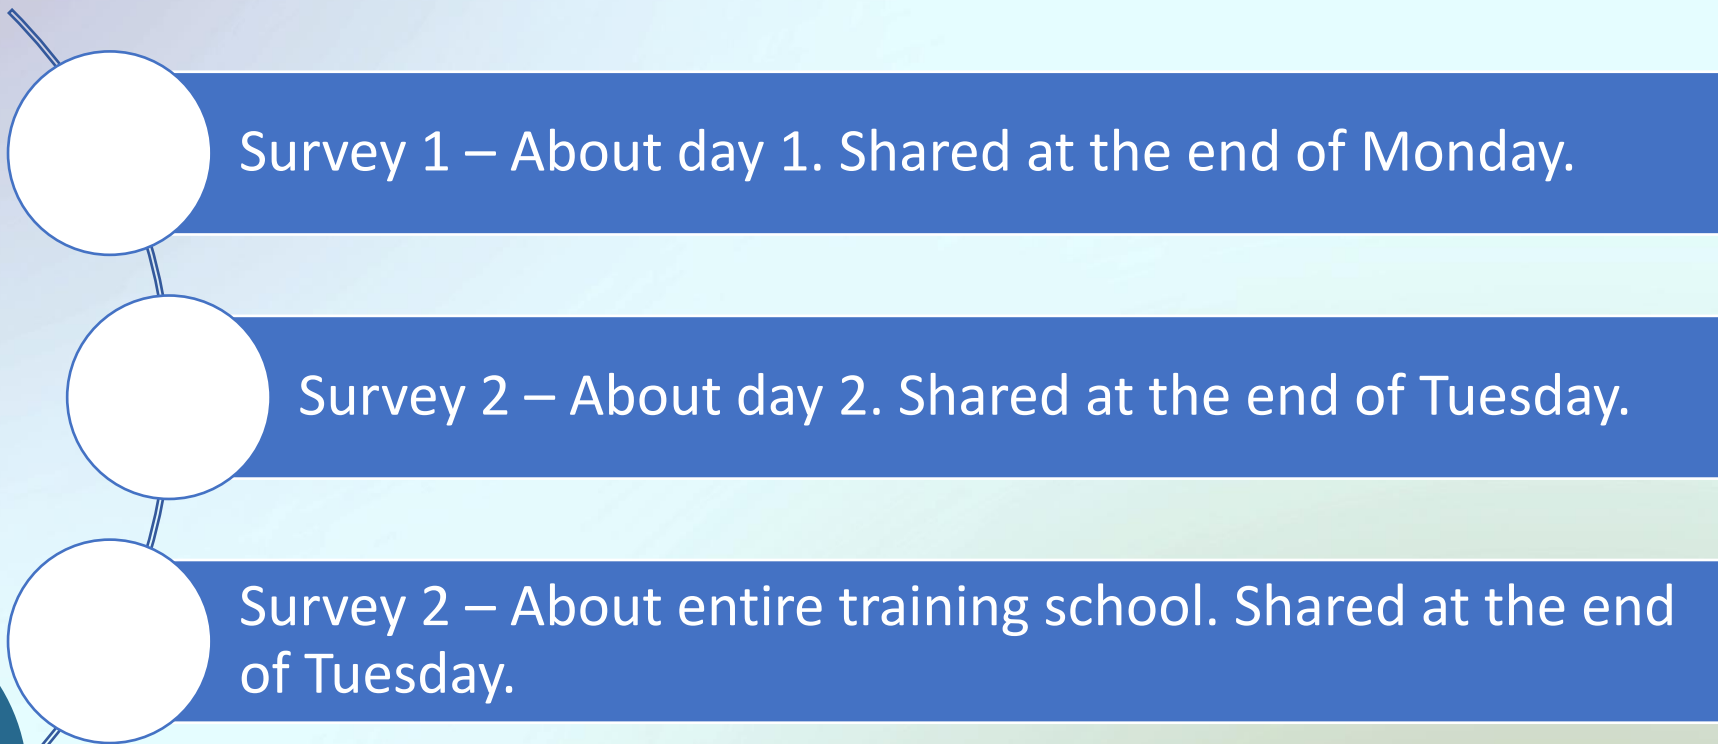 Survey 1 – About day 1. Shared at the end of Monday.
Survey 2 – About day 2. Shared at the end of Tuesday.
Survey 2 – About entire training school. Shared at the end
of Tuesday.